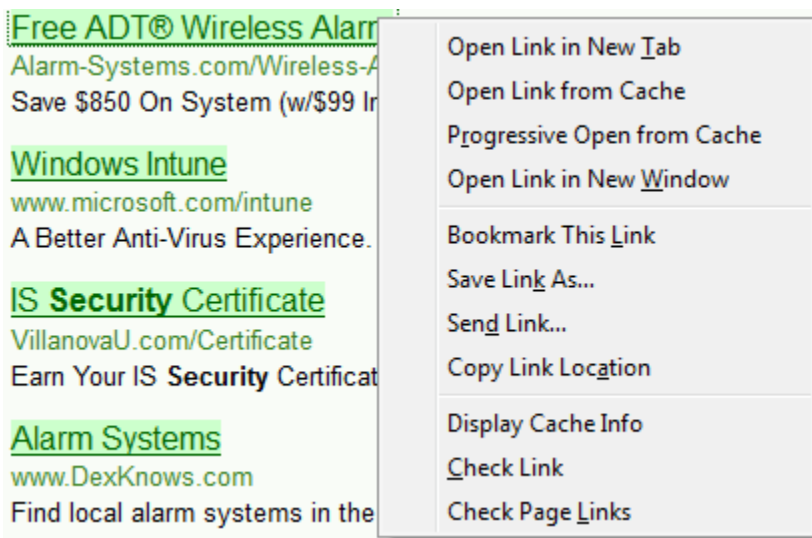 Free ADT® Wireless Alarm
Alarm-Systems.com/Wireless-A
Save $850 On System (w/$99 In
Windows Intune
www.microsoft.com/intune
A Better Anti-Virus Experience.
IS Security Certificate
VillanovaU.com/Certificate
Earn Your IS Security Certificat
Alarm Systems
www.DexKnows.com
Find local alarm systems in the
Open Link in New Tab
Open Link from Cache
Progressive Open from Cache
Open Link in New Window
Bookmark This Link
Save Link As...
Send Link...
Copy Link Location
Display Cache Info
Check Link
Check Page Links